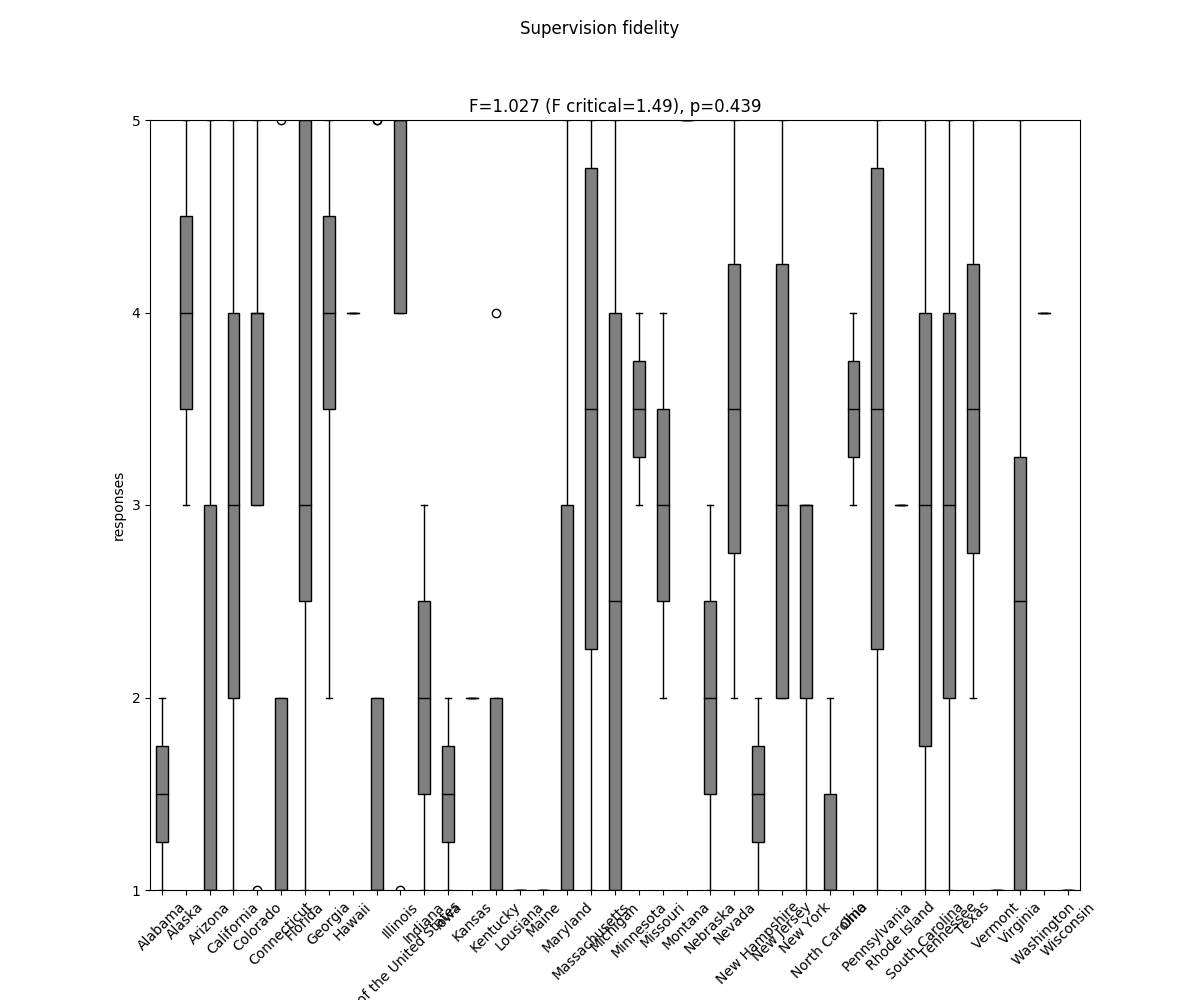 Supervision fidelity
F=1.027 (F critical=1.49), p=0.439
responses
5
4
3
2
1
Alabama
Alaska
Arizona
California
Colorado
Connecticut
Florida
Georgia
Hawaii
of the United States
Illinois
Indiana
Iowa
Kansas
Kentucky
Lousiana
Maine
Maryland
Massachusetts
Michigan
Minnesota
Missouri
Montana
Nebraska
Nevada
New Hampshire
New Jersey
New York
North Carolina
Ohio
Pennsylvania
Rhode Island
South Carolina
Tennessee
Texas
Vermont
Virginia
Washington
Wisconsin